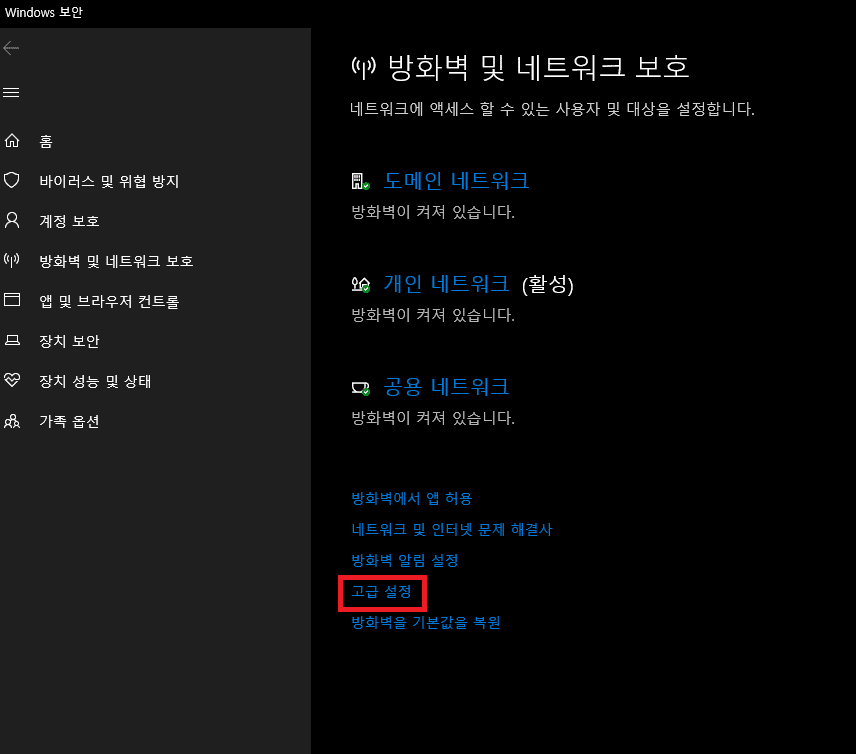 Windows 보안
홈
바이러스 및 위협 방지
계정 보호
방화벽 및 네트워크 보호
앱 및 브라우저 컨트롤
장치 보안
장치 성능 및 상태
가족 옵션
방화벽 및 네트워크 보호
네트워크에 액세스 할 수 있는 사용자 및 대상을 설정합니다.
도메인 네트워크
방화벽이 켜져 있습니다.
개인 네트워크 (활성)
방화벽이 켜져 있습니다.
공용 네트워크
방화벽이 켜져 있습니다.
방화벽에서 앱 허용
네트워크 및 인터넷 문제 해결사
방화벽 알림 설정
고급 설정
방화벽을 기본값을 복원